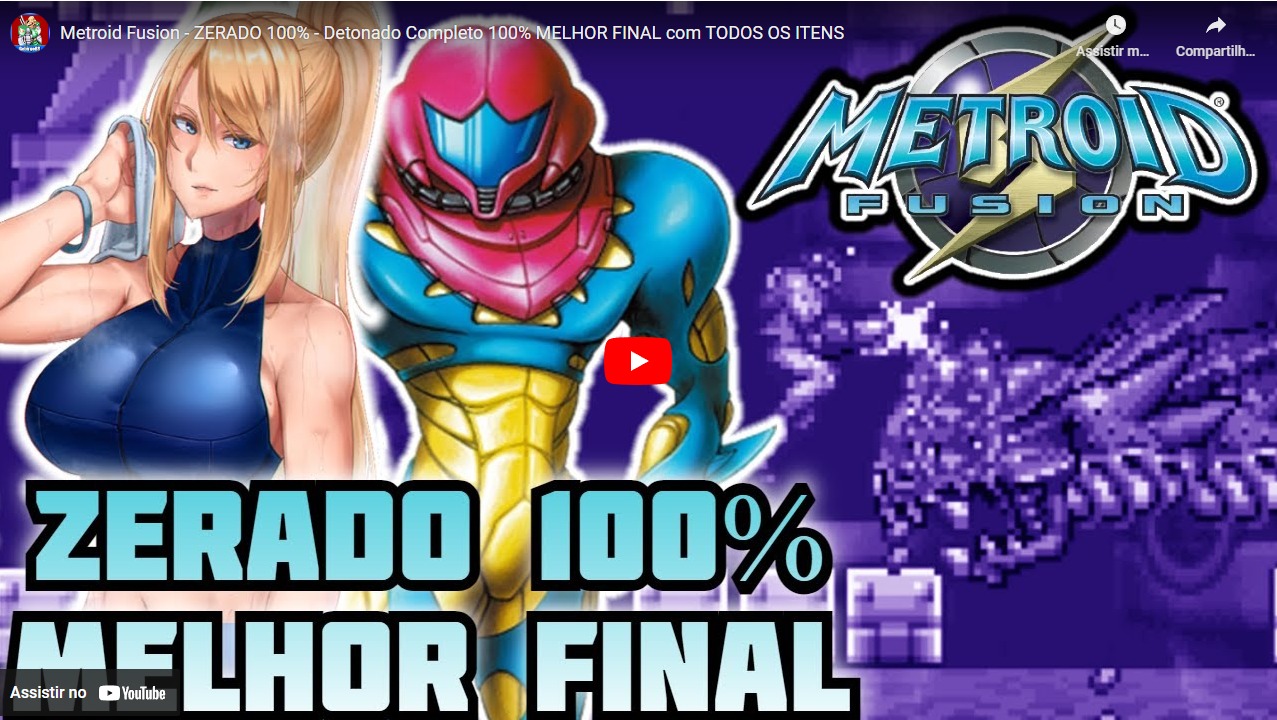 Metroid Fusion - ZERADO 100% - Detonado Completo 100% MELHOR FINAL com TODOS OS ITENS
Assistir m...
Compartilh...
METROID®
FUSION
ZERADO 100%
MELHOR FINAL
Assistir no YouTube